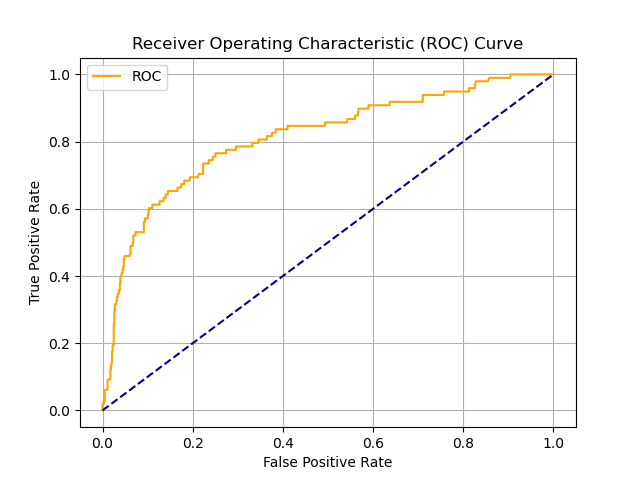 Receiver Operating Characteristic (ROC) Curve
ROC
True Positive Rate
1.0
0.8
0.6
0.4
0.2
0.0
0.0 0.2 0.4 0.6 0.8 1.0
False Positive Rate